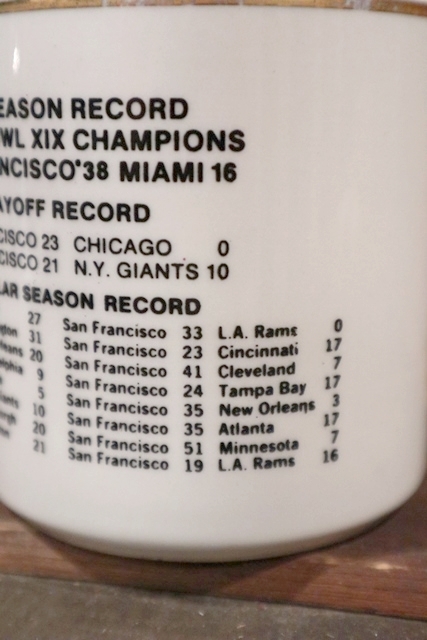 EASON RECORD
WL XIX CHAMPIONS
NCISCO•38 MIAMI 16
AYOFF RECORD
CISCO 23 CHICAGO 0
CISCO 21 N.Y. GIANTS 10
LAR SEASON RECORD
27 San Francisco 33 L.A. Rams 0
31 San Francisco 23 Cincinnati 17
20 San Francisco 41 Cleveland 7
9 San Francisco 24 Tampa Bay 17
5 San Francisco 35 New Orleans 3
10 San Francisco 35 Atlanta 17
20 San Francisco 51 Minnesota 7
21 San Francisco 19 L.A. Rams 16